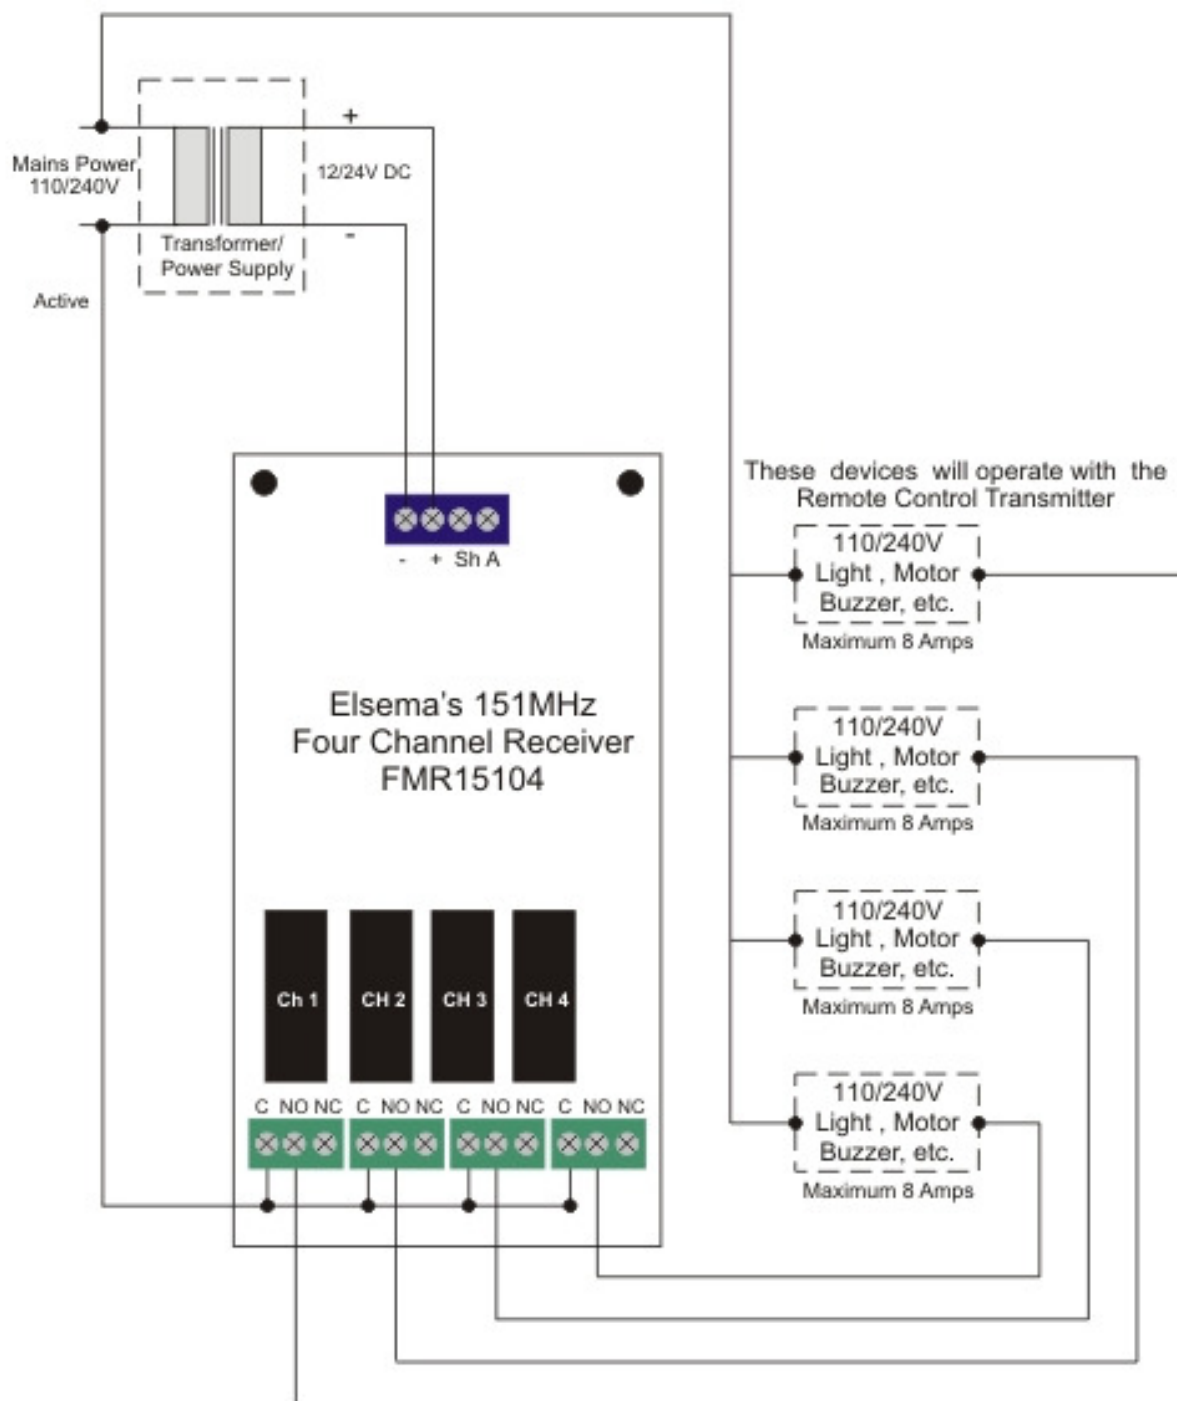 +
Mains Power
110/240V
12/24V DC
-
Transformer/
Power Supply
Active
- + Sh A
These devices will operate with the
Remote Control Transmitter
110/240V
Light , Motor
Buzzer, etc.
Maximum 8 Amps
Elsema's 151MHz
Four Channel Receiver
FMR15104
110/240V
Light , Motor
Buzzer, etc.
Maximum 8 Amps
110/240V
Light , Motor
Buzzer, etc.
Maximum 8 Amps
Ch 1 CH 2 CH 3 CH 4
C NO NC C NO NC C NO NC C NO NC
110/240V
Light , Motor
Buzzer, etc.
Maximum 8 Amps